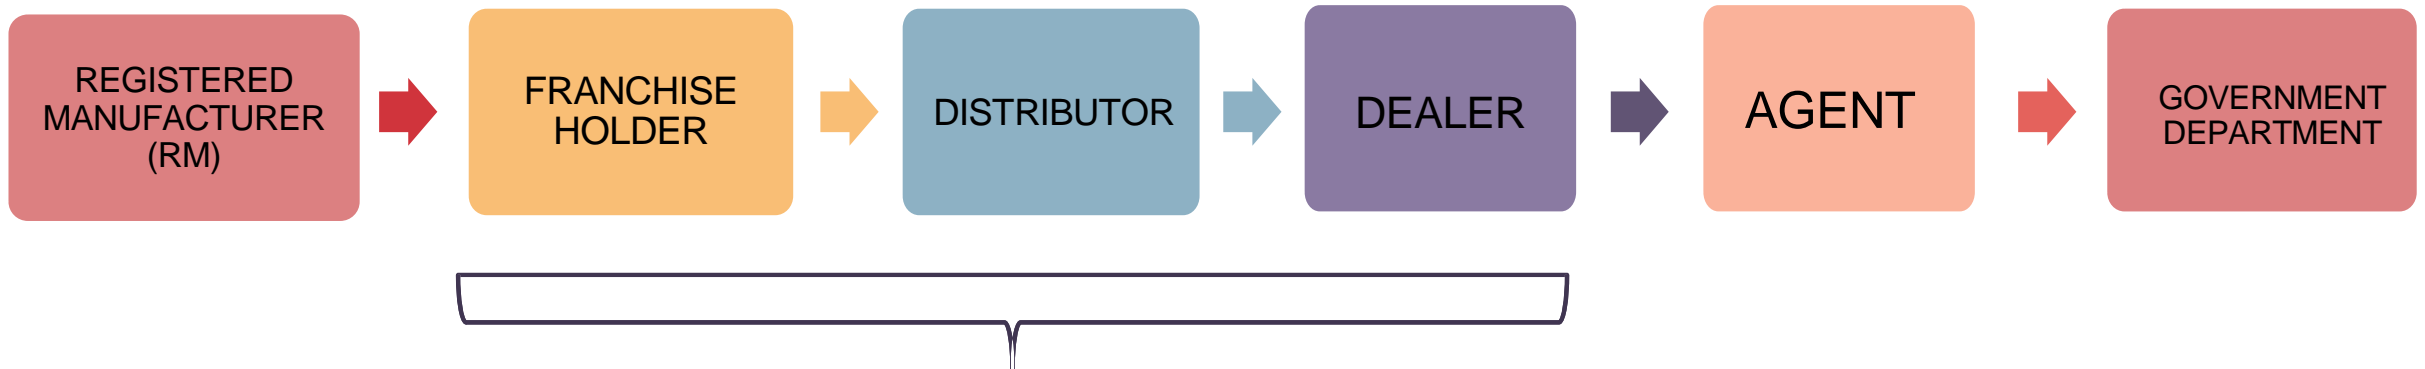 REGISTERED
MANUFACTURER
(RM)
FRANCHISE
HOLDER
DISTRIBUTOR
DEALER
AGENT
GOVERNMENT
DEPARTMENT